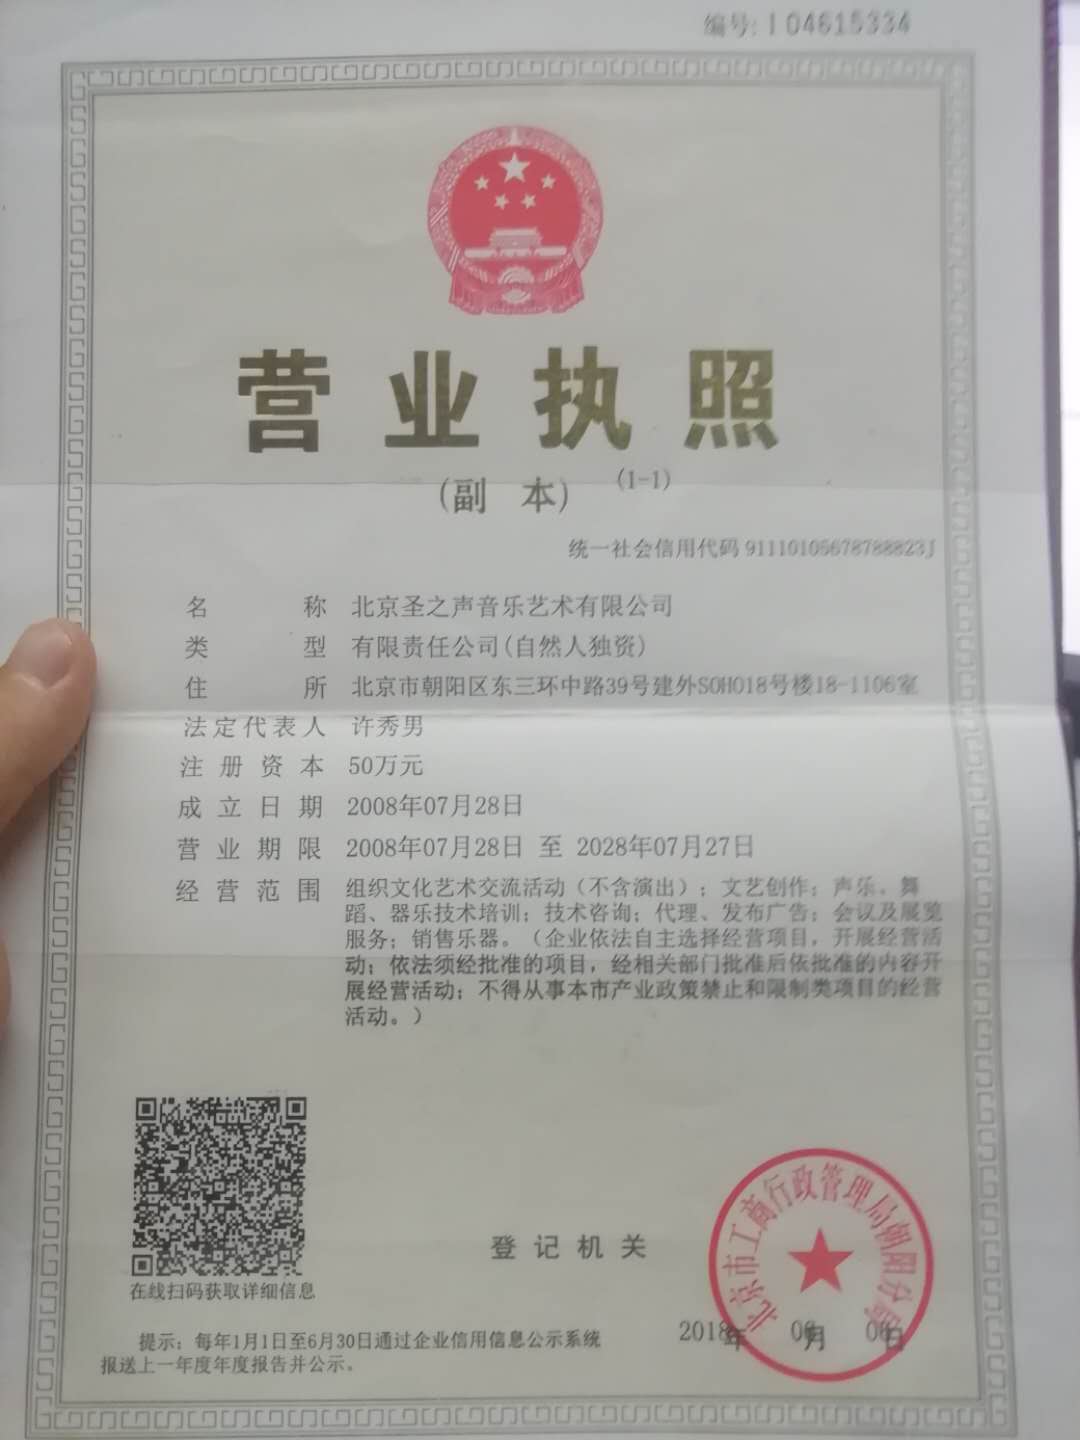 编号:104615334
营业执照
(副 本) (1-1)
统一社会信用代码 91110105678788823J
名称 北京圣之声音乐艺术有限公司
类型 有限责任公司(自然人独资)
住所 北京市朝阳区东三环中路39号建外SOHO18号楼18-1106室
法定代表人 许秀男
注册资本 50万元
成立日期 2008年07月28日
营业期限 2008年07月28日 至 2028年07月27日
经营范围 组织文化艺术交流活动（不含演出）；文艺创作；声乐、舞
蹈、器乐技术培训；技术咨询；代理、发布广告；会议及展览
服务；销售乐器。（企业依法自主选择经营项目，开展经营活
动；依法须经批准的项目，经相关部门批准后依批准的内容开
展经营活动；不得从事本市产业政策禁止和限制类项目的经营
活动。）
在线扫码获取详细信息
登记机关
北京市工商行政管理局朝阳分局
2018年 月 日
提示：每年1月1日至6月30日通过企业信用信息公示系统
报送上一年度年度报告并公示。